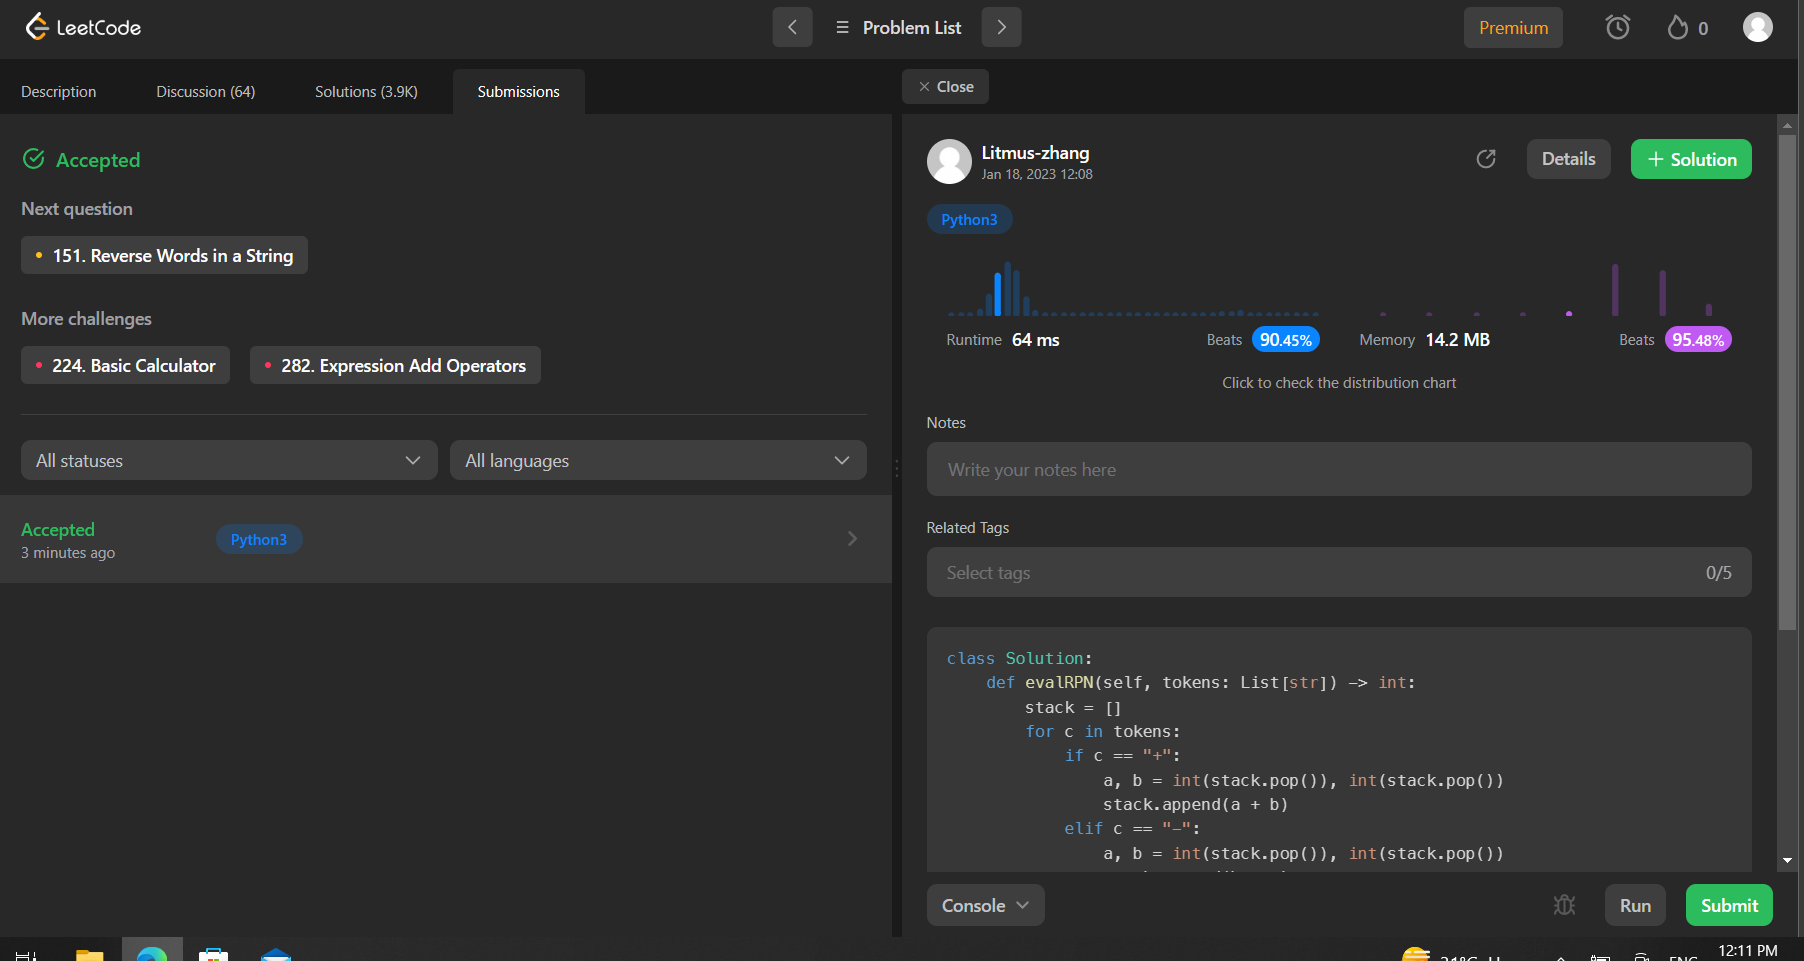 LeetCode
Problem List
Premium
0
Description
Discussion (64)
Solutions (3.9K)
Submissions
Close
Accepted
Next question
151. Reverse Words in a String
More challenges
224. Basic Calculator
282. Expression Add Operators
All statuses
All languages
Accepted
3 minutes ago
Python3
Litmus-zhang
Jan 18, 2023 12:08
Details
Solution
Python3
Runtime 64 ms
Beats 90.45%
Memory 14.2 MB
Beats 95.48%
Click to check the distribution chart
Notes
Write your notes here
Related Tags
Select tags
0/5
class Solution:
def evalRPN(self, tokens: List[str]) -> int:
stack = []
for c in tokens:
if c == "+":
a, b = int(stack.pop()), int(stack.pop())
stack.append(a + b)
elif c == "-":
a, b = int(stack.pop()), int(stack.pop())
Console
Run
Submit
12:11 PM